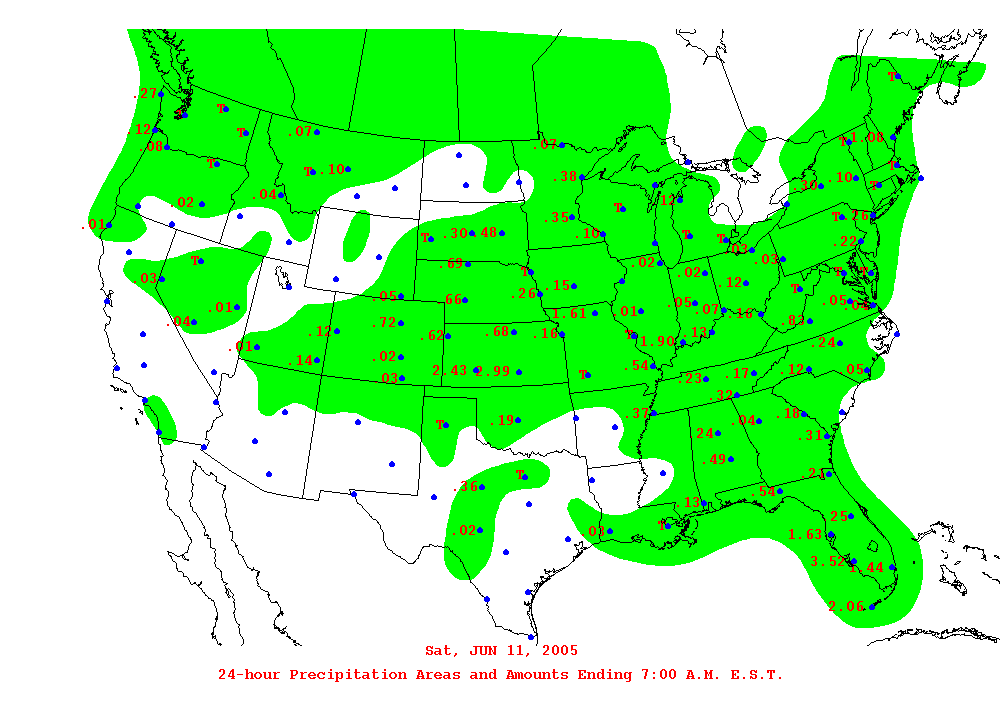 T
.27
T
.12
T
.07
T
1.08
.08
.07
T
T
T
.10
T
.38
.30
.10
T
.04
.12
.02
T
.35
T
.26
.01
T
.30
.48
.10
T
T
.22
.03
T
.69
.02
.03
.03
T
.02
T
T
.12
.15
T
.05
.66
.26
.05
.05
.01
.04
.72
1.61
.01
.07
.16
.83
.12
.62
.68
.16
T
.13
.01
1.90
.24
.14
.02
2.43
2.99
.54
.03
T
.23
.17
.12
.05
.32
T
.19
.37
.04
.18
.24
.31
.49
T
.36
.54
.13
.02
.03
T
.25
1.63
3.52
1.44
2.06
Sat, JUN 11, 2005
24-hour Precipitation Areas and Amounts Ending 7:00 A.M. E.S.T.